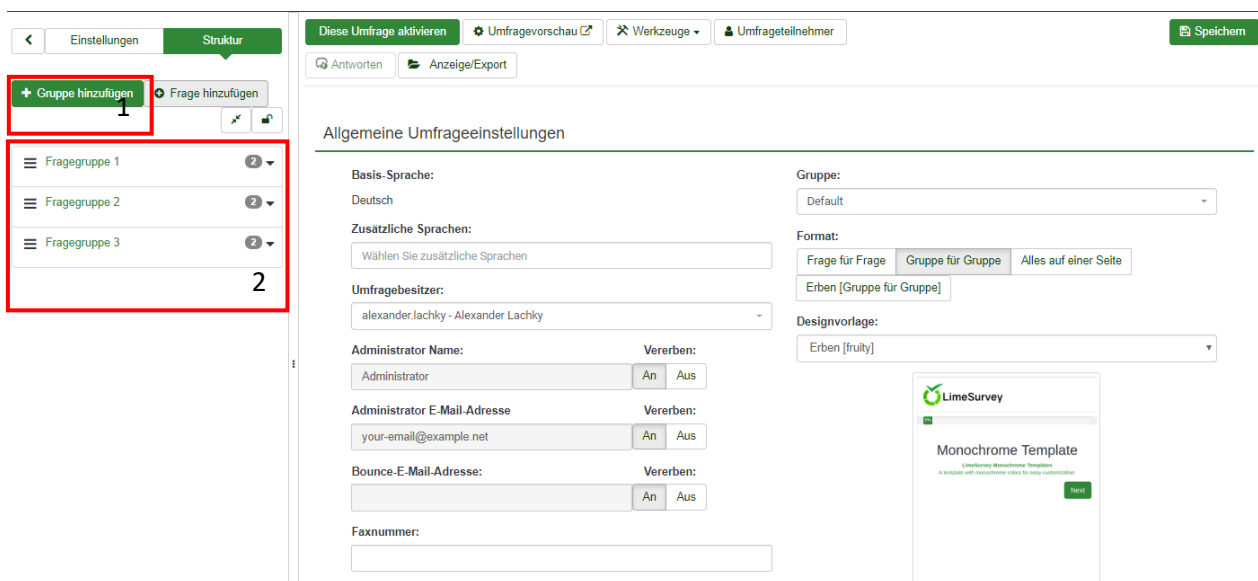 Einstellungen
Struktur
Gruppe hinzufügen
Frage hinzufügen
1
Fragegruppe 1
2
Fragegruppe 2
2
Fragegruppe 3
2
2
Diese Umfrage aktivieren
Umfragevorschau
Werkzeuge
Umfrageteilnehmer
Speichern
Antworten
Anzeige/Export
Allgemeine Umfrageeinstellungen
Basis-Sprache:
Deutsch
Zusätzliche Sprachen:
Wählen Sie zusätzliche Sprachen
Umfragebesitzer:
alexander.lachky - Alexander Lachky
Administrator Name:
Vererben:
Administrator
An
Aus
Administrator E-Mail-Adresse
Vererben:
your-email@example.net
An
Aus
Bounce-E-Mail-Adresse:
Vererben:
An
Aus
Faxnummer:
Gruppe:
Default
Format:
Frage für Frage
Gruppe für Gruppe
Alles auf einer Seite
Erben [Gruppe für Gruppe]
Designvorlage:
Erben [fruity]
LimeSurvey
Monochrome Template
LimeSurvey Monochrome Templates
A template with monochrome colors for easy customization
Next